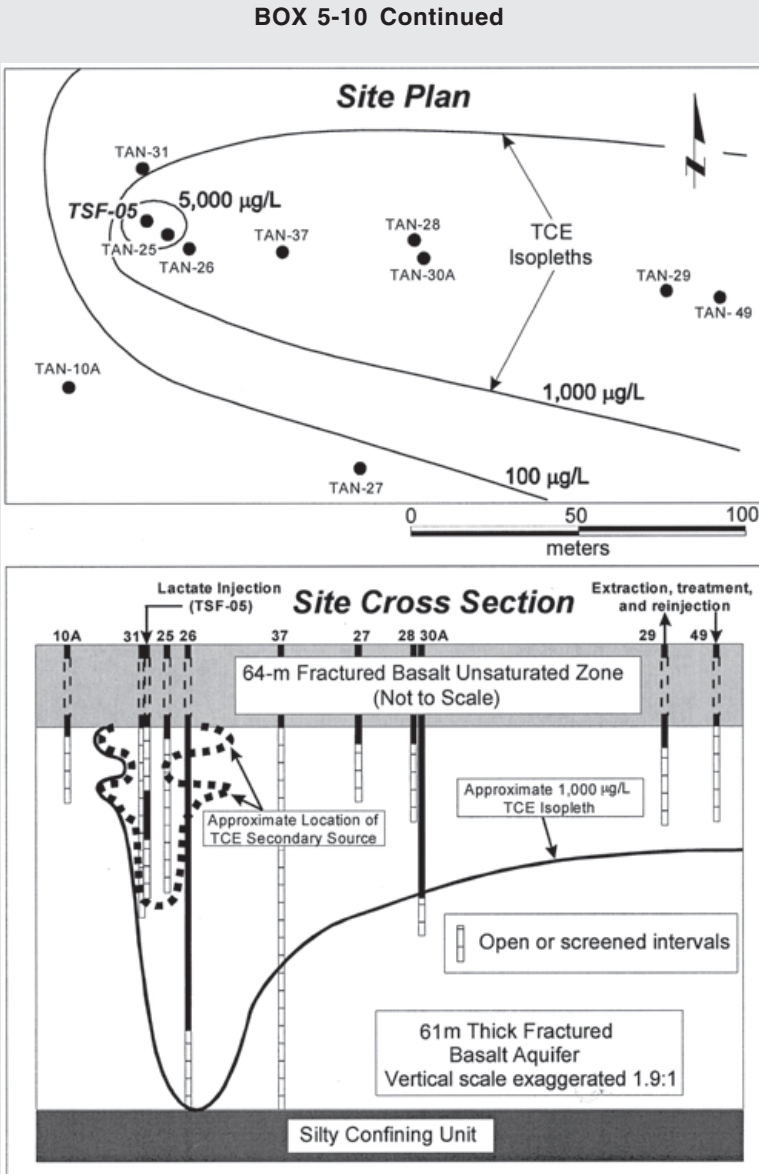 BOX 5-10 Continued
Site Plan
TAN-31
TSF-05
5,000 µg/L
TAN-25
TAN-26
TAN-37
TAN-28
TAN-30A
TCE
Isopleths
TAN-29
TAN- 49
TAN-10A
1,000 µg/L
100 µg/L
TAN-27
0 50 100
meters
Lactate Injection
(TSF-05)
Site Cross Section
Extraction, treatment,
and reinjection
10A 31 25 26 37 27 28 30A 29 49
64-m Fractured Basalt Unsaturated Zone
(Not to Scale)
Approximate 1,000 µg/L
TCE Isopleth
Approximate Location of
TCE Secondary Source
Open or screened intervals
61m Thick Fractured
Basalt Aquifer
Vertical scale exaggerated 1.9:1
Silty Confining Unit